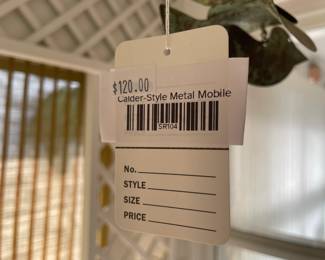 $120.00
Calder-Style Metal Mobile
SR104
No.
STYLE
SIZE
PRICE